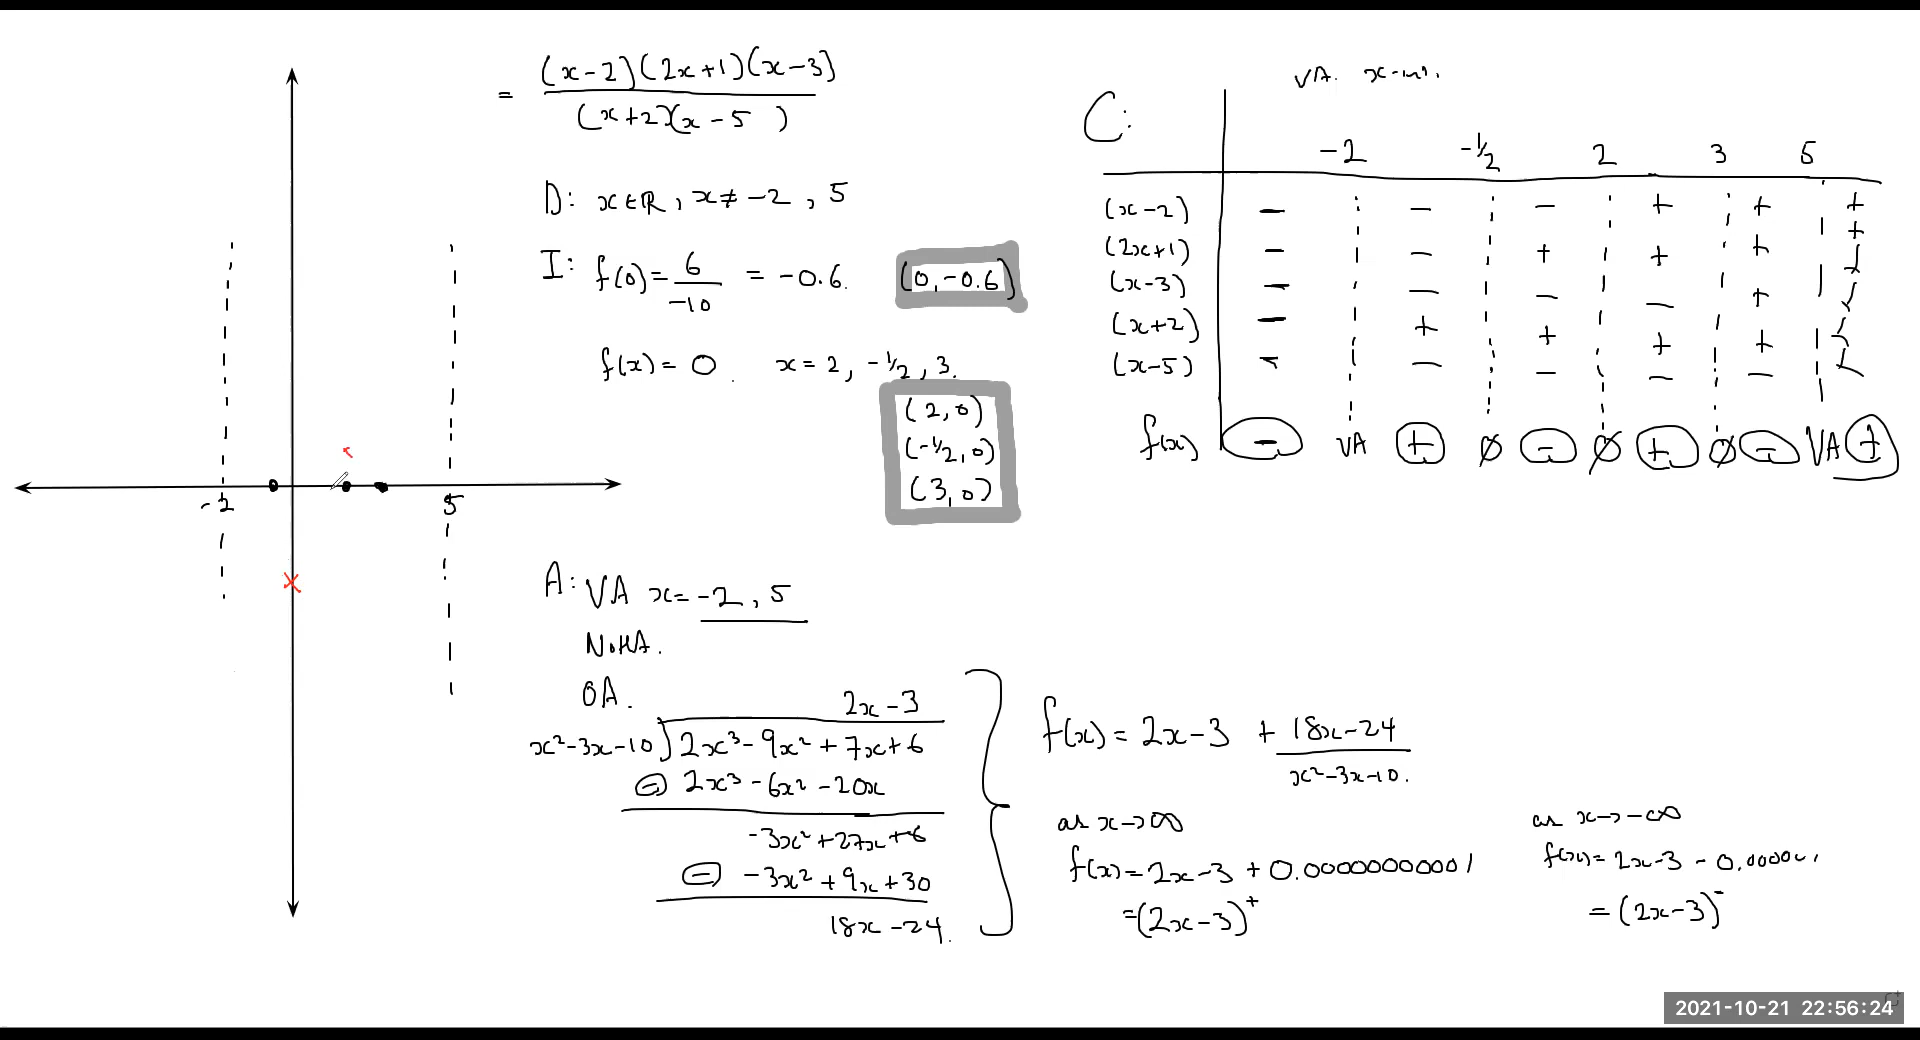 = (x-2)(2x+1)(x-3)
(x+2)(x-5)
D: x∈ℝ, x≠-2, 5
I: f(0)= 6/-10 = -0.6. (0,-0.6)
f(x)=0. x=2, -1/2, 3.
(2,0)
(-1/2,0)
(3,0)
-2 5
A: VA x=-2, 5
No HA.
OA.
2x-3
x²-3x-10 2x³-9x²+7x+6
(-) 2x³-6x²-20x
-3x²+27x+6
(-) -3x²+9x+30
18x-24.
VA. x-int.
C:
-2 -1/2 2 3 5
(x-2) - - - + + +
(2x+1) - - + + + +
(x-3) - - - - + +
(x+2) - + + + + +
(x-5) - - - - - +
f(x) - VA + Ø - Ø + Ø - VA +
f(x)=2x-3 + 18x-24
x²-3x-10.
as x→∞
f(x)=2x-3+0.00000000001
=(2x-3)⁺
as x→-∞
f(x)=2x-3-0.00001
=(2x-3)⁻
2021-10-21 22:56:24